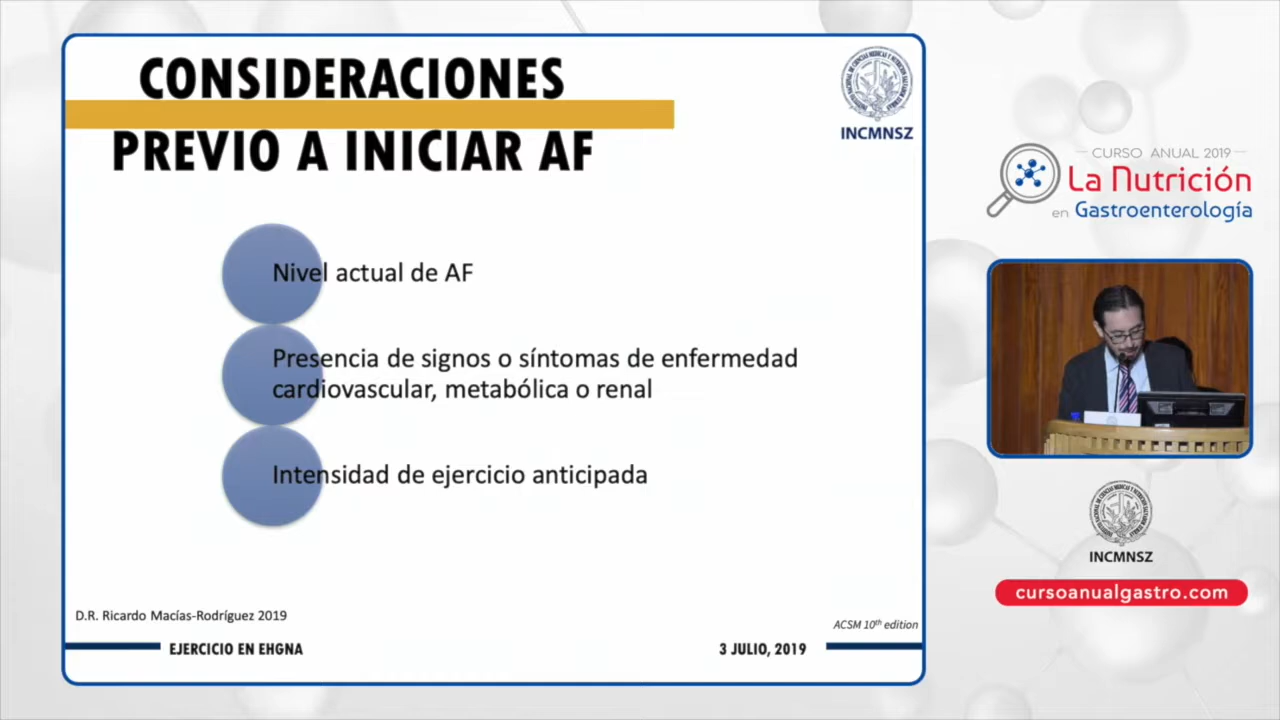 CONSIDERACIONES
PREVIO A INICIAR AF
INCMNSZ
Nivel actual de AF
Presencia de signos o síntomas de enfermedad
cardiovascular, metabólica o renal
Intensidad de ejercicio anticipada
D.R. Ricardo Macías-Rodríguez 2019
ACSM 10th edition
EJERCICIO EN EHGNA
3 JULIO, 2019
CURSO ANUAL 2019
La Nutrición
en Gastroenterología
INCMNSZ
cursoanualgastro.com